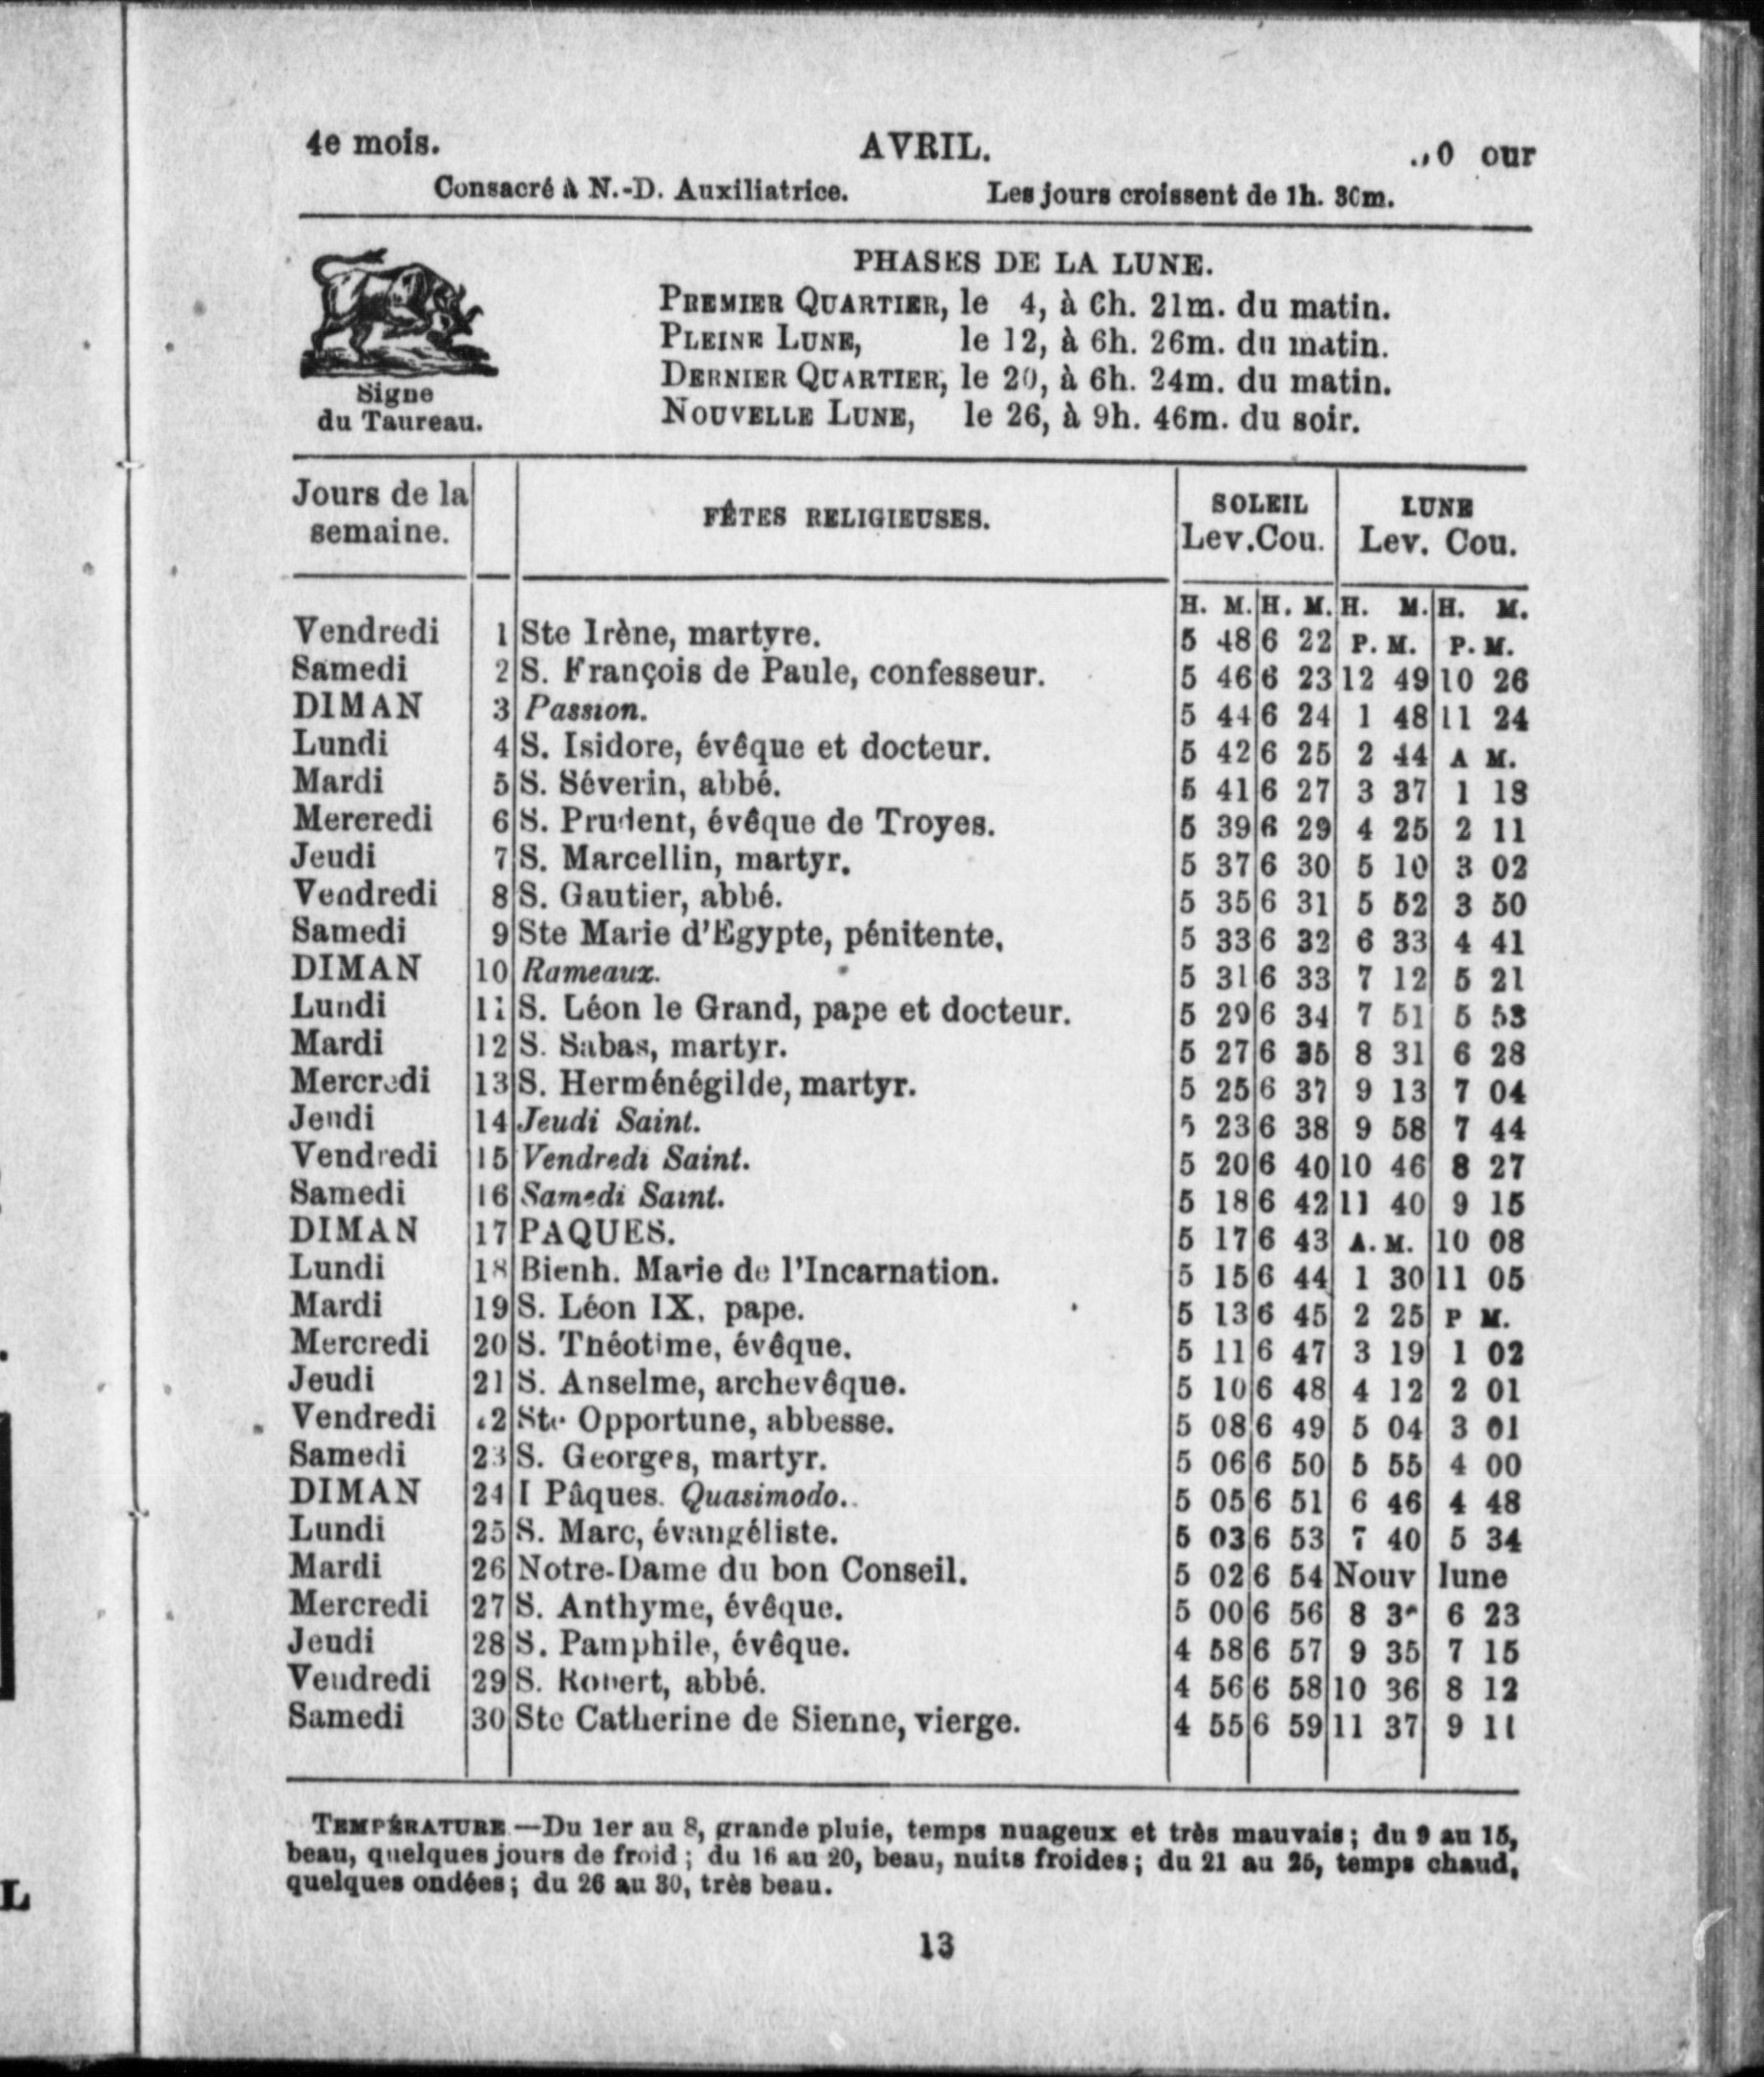 4e mois. AVRIL. 0 our
Consacré à N.-D. Auxiliatrice. Les jours croissent de 1h. 30m.
PHASES DE LA LUNE.
PREMIER QUARTIER, le 4, à 6h. 21m. du matin.
PLEINE LUNE, le 12, à 6h. 26m. du matin.
DERNIER QUARTIER, le 20, à 6h. 24m. du matin.
NOUVELLE LUNE, le 26, à 9h. 46m. du soir.
Signe
du Taureau.
Jours de la semaine. FÊTES RELIGIEUSES. SOLEIL Lev. Cou. LUNE Lev. Cou.
H. M. H. M. H. M. H. M.
Vendredi 1 Ste Irène, martyre. 5 48 6 22 P. M. P. M.
Samedi 2 S. François de Paule, confesseur. 5 46 6 23 12 49 10 26
DIMAN 3 Passion. 5 44 6 24 1 48 11 24
Lundi 4 S. Isidore, évêque et docteur. 5 42 6 25 2 44 A M.
Mardi 5 S. Séverin, abbé. 5 41 6 27 3 37 1 18
Mercredi 6 S. Prudent, évêque de Troyes. 5 39 6 29 4 25 2 11
Jeudi 7 S. Marcellin, martyr. 5 37 6 30 5 10 3 02
Vendredi 8 S. Gautier, abbé. 5 35 6 31 5 52 3 50
Samedi 9 Ste Marie d'Egypte, pénitente. 5 33 6 32 6 33 4 41
DIMAN 10 Rameaux. 5 31 6 33 7 12 5 21
Lundi 11 S. Léon le Grand, pape et docteur. 5 29 6 34 7 51 5 53
Mardi 12 S. Sabas, martyr. 5 27 6 35 8 31 6 28
Mercredi 13 S. Herménégilde, martyr. 5 25 6 37 9 13 7 04
Jeudi 14 Jeudi Saint. 5 23 6 38 9 58 7 44
Vendredi 15 Vendredi Saint. 5 20 6 40 10 46 8 27
Samedi 16 Samedi Saint. 5 18 6 42 11 40 9 15
DIMAN 17 PAQUES. 5 17 6 43 A. M. 10 08
Lundi 18 Bienh. Marie de l'Incarnation. 5 15 6 44 1 30 11 05
Mardi 19 S. Léon IX, pape. 5 13 6 45 2 25 P M.
Mercredi 20 S. Théotime, évêque. 5 11 6 47 3 19 1 02
Jeudi 21 S. Anselme, archevêque. 5 10 6 48 4 12 2 01
Vendredi 22 Ste Opportune, abbesse. 5 08 6 49 5 04 3 01
Samedi 23 S. Georges, martyr. 5 06 6 50 5 55 4 00
DIMAN 24 I Pâques. Quasimodo. 5 05 6 51 6 46 4 48
Lundi 25 S. Marc, évangéliste. 5 03 6 53 7 40 5 34
Mardi 26 Notre-Dame du bon Conseil. 5 02 6 54 Nouv lune
Mercredi 27 S. Anthyme, évêque. 5 00 6 56 8 6 23
Jeudi 28 S. Pamphile, évêque. 4 58 6 57 9 35 7 15
Vendredi 29 S. Robert, abbé. 4 56 6 58 10 36 8 12
Samedi 30 Ste Catherine de Sienne, vierge. 4 55 6 59 11 37 9 11
TEMPÉRATURE.—Du 1er au 8, grande pluie, temps nuageux et très mauvais; du 9 au 15,
beau, quelques jours de froid; du 16 au 20, beau, nuits froides; du 21 au 25, temps chaud,
quelques ondées; du 26 au 30, très beau.
13
L